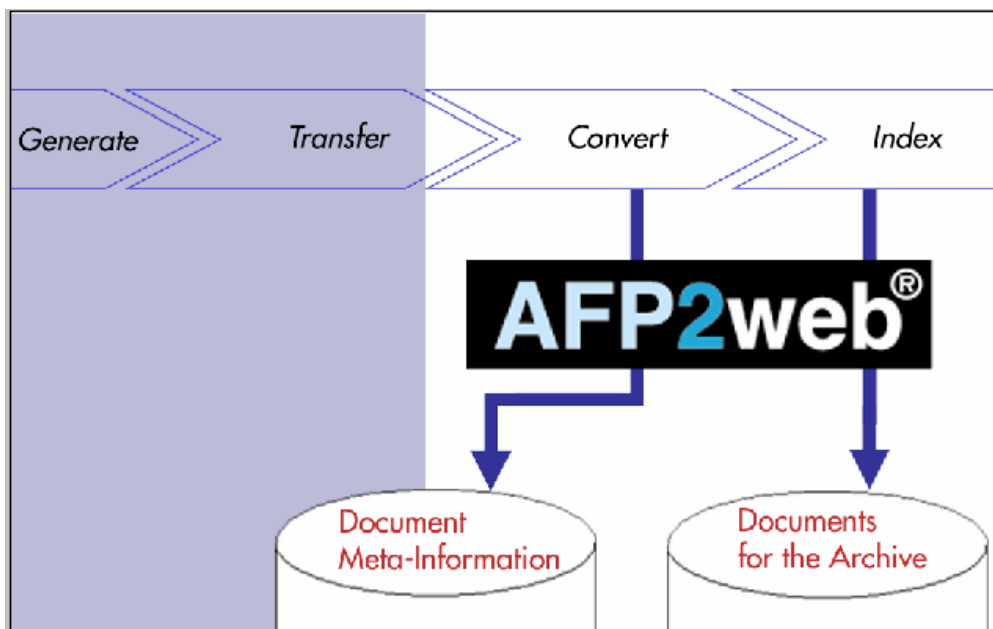 Generate
Transfer
Convert
Index
AFP2web®
Document
Meta-Information
Documents
for the Archive